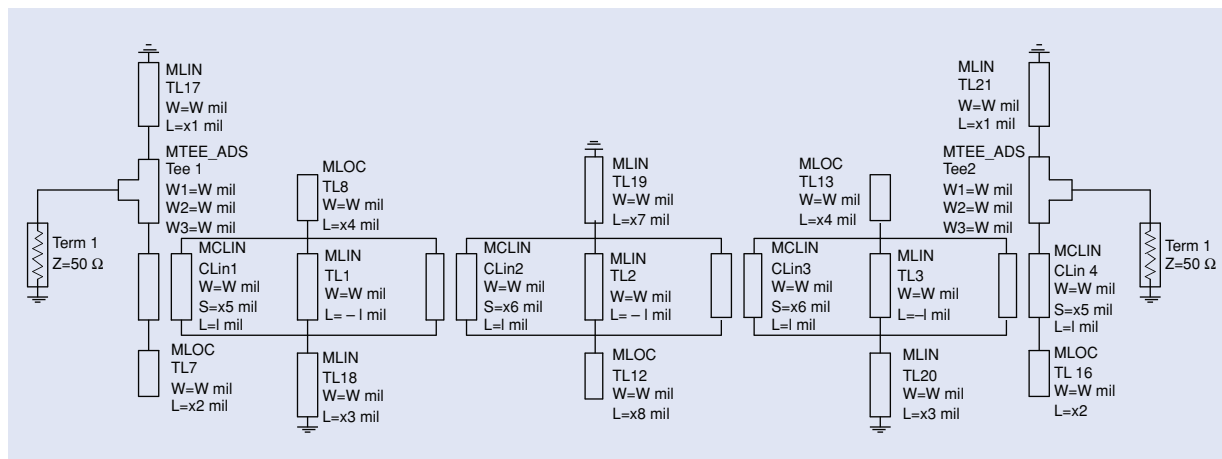 MLIN
TL17
W=W mil
L=x1 mil
MTEE_ADS
Tee 1
W1=W mil
W2=W mil
W3=W mil
Term 1
Z=50 Ω
MLOC
TL7
W=W mil
L=x2 mil
MCLIN
CLin1
W=W mil
S=x5 mil
L=l mil
MLOC
TL8
W=W mil
L=x4 mil
MLIN
TL1
W=W mil
L= – l mil
MLIN
TL18
W=W mil
L=x3 mil
MCLIN
CLin2
W=W mil
S=x6 mil
L=l mil
MLIN
TL19
W=W mil
L=x7 mil
MLIN
TL2
W=W mil
L= – l mil
MLOC
TL12
W=W mil
L=x8 mil
MCLIN
CLin3
W=W mil
S=x6 mil
L=l mil
MLOC
TL13
W=W mil
L=x4 mil
MLIN
TL3
W=W mil
L=–l mil
MLIN
TL20
W=W mil
L=x3 mil
MLIN
TL21
W=W mil
L=x1 mil
MTEE_ADS
Tee2
W1=W mil
W2=W mil
W3=W mil
MCLIN
CLin 4
W=W mil
S=x5 mil
L=l mil
Term 1
Z=50 Ω
MLOC
TL 16
W=W mil
L=x2